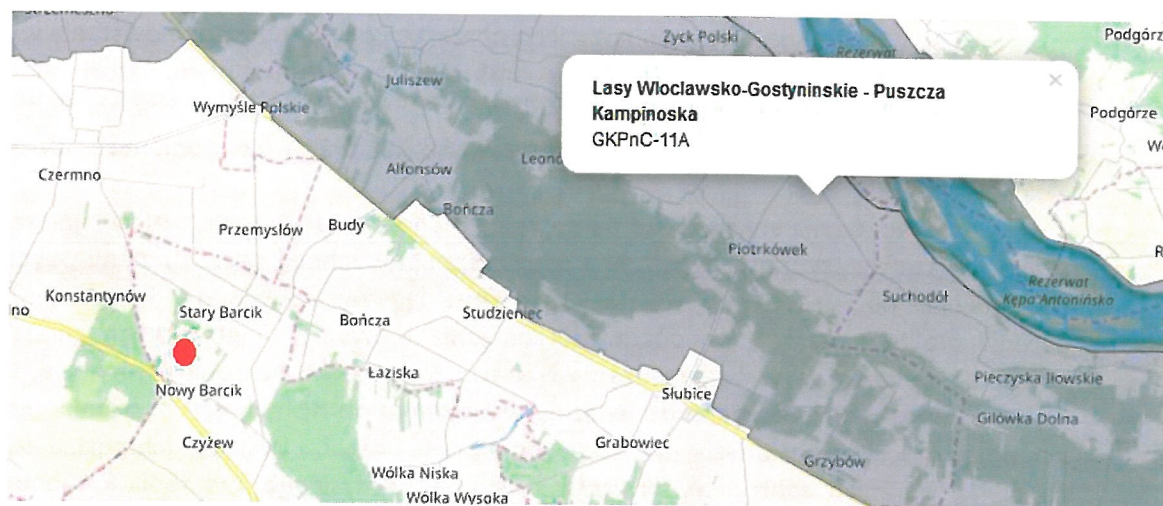 Zyck Polski
Rezerwat
Podgórz
Juliszew
Lasy Wloclawsko-Gostyninskie - Puszcza
Kampinoska
GKPnC-11A
×
Wymyśle Polskie
Podgórze
Czermno
Alfonsów
Bończa
Przemysłów
Budy
Piotrkówek
Rezerwat
Kępa Antonińska
Konstantynów
Suchodół
no
Stary Barcik
Bończa
Studzieniec
Łaziska
Pieczyska Iłowskie
Nowy Barcik
Słubice
Gilówka Dolna
Czyżew
Grabowiec
Grzybów
Wólka Niska
Wólka Wysoka